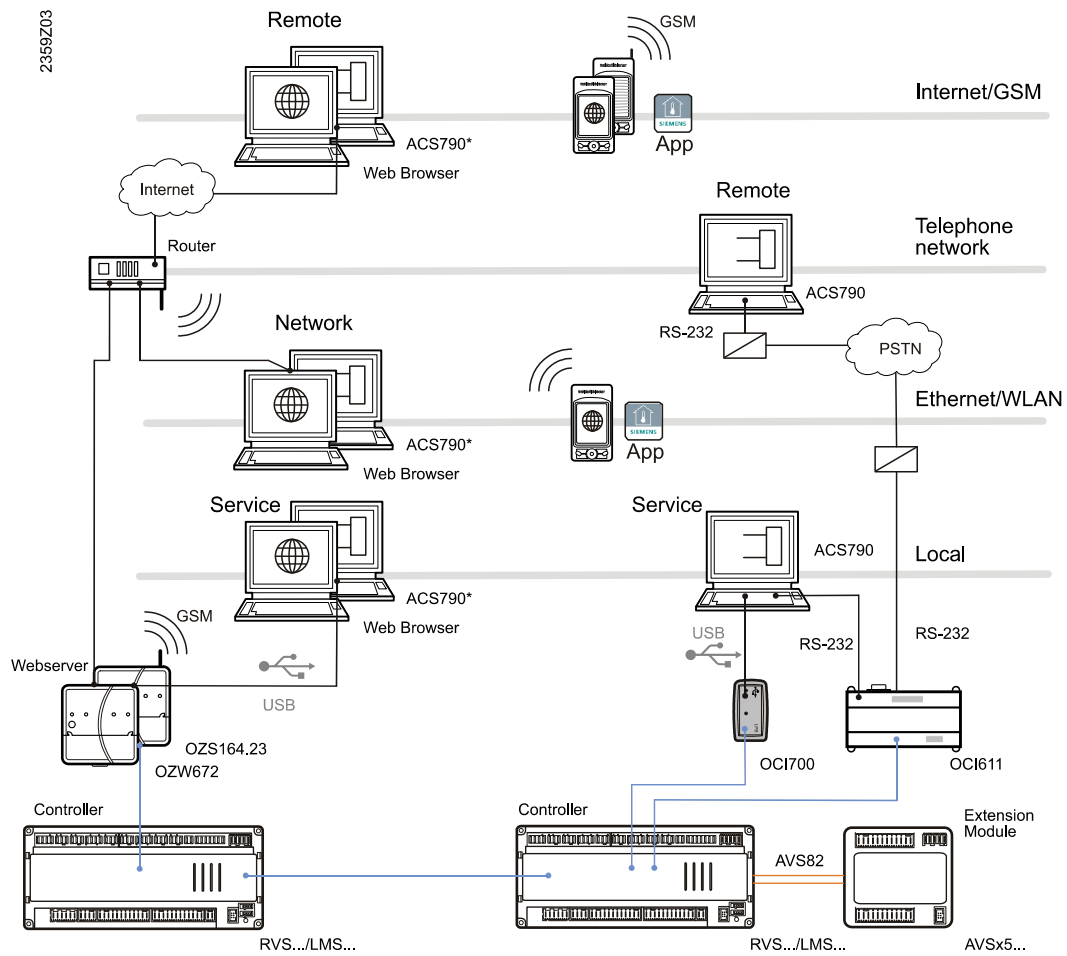 2359Z03
Remote
GSM
Internet/GSM
SIEMENS
App
ACS790*
Web Browser
Internet
Remote
Telephone
network
Router
ACS790
RS-232
PSTN
Network
Ethernet/WLAN
SIEMENS
App
ACS790*
Web Browser
Service
Service
ACS790
Local
ACS790*
Web Browser
GSM
USB
RS-232
RS-232
Webserver
USB
OZS164.23
OZW672
OCI700
OCI611
Controller
Controller
Extension
Module
AVS82
RVS.../LMS...
RVS.../LMS...
AVSx5...